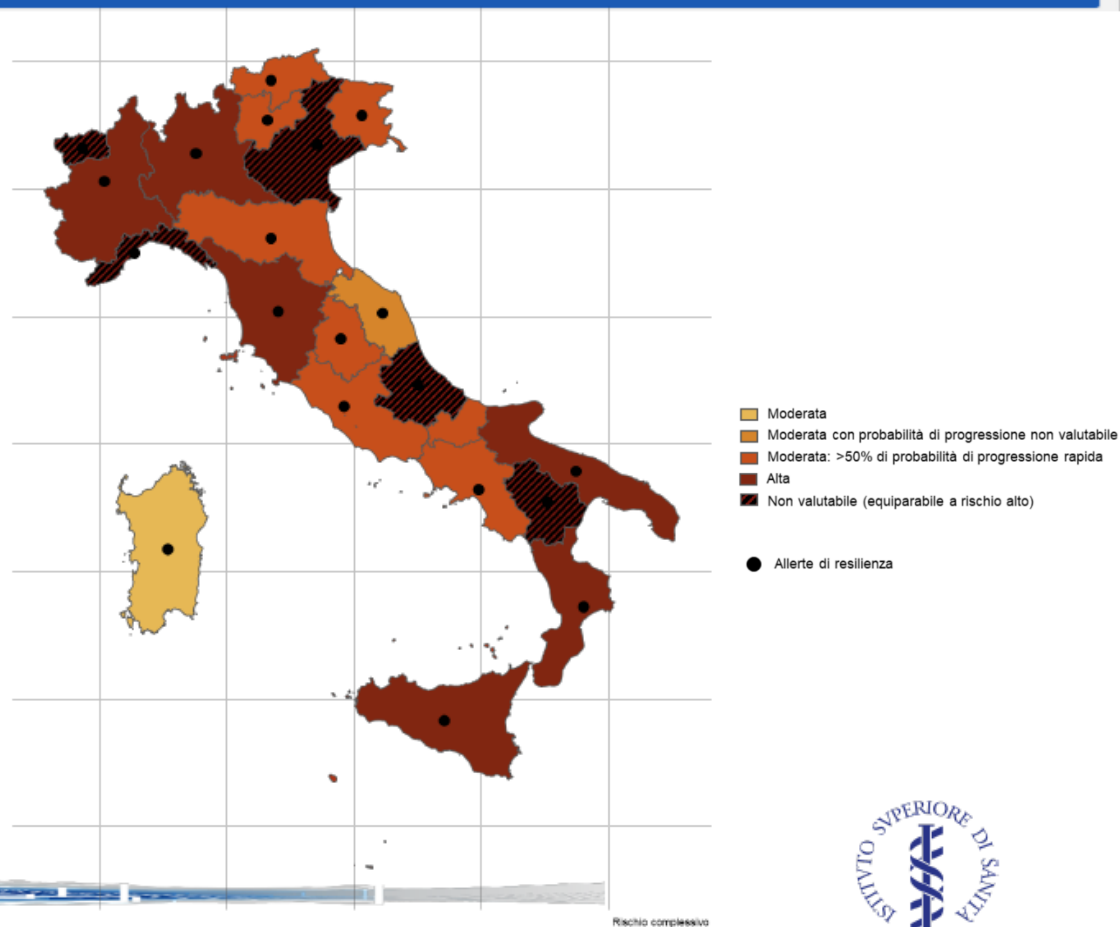 Moderata
Moderata con probabilità di progressione non valutabile
Moderata: >50% di probabilità di progressione rapida
Alta
Non valutabile (equiparabile a rischio alto)
Allerte di resilienza
ISTITVTO SVPERIORE DI SANITÀ
Rischio complessivo